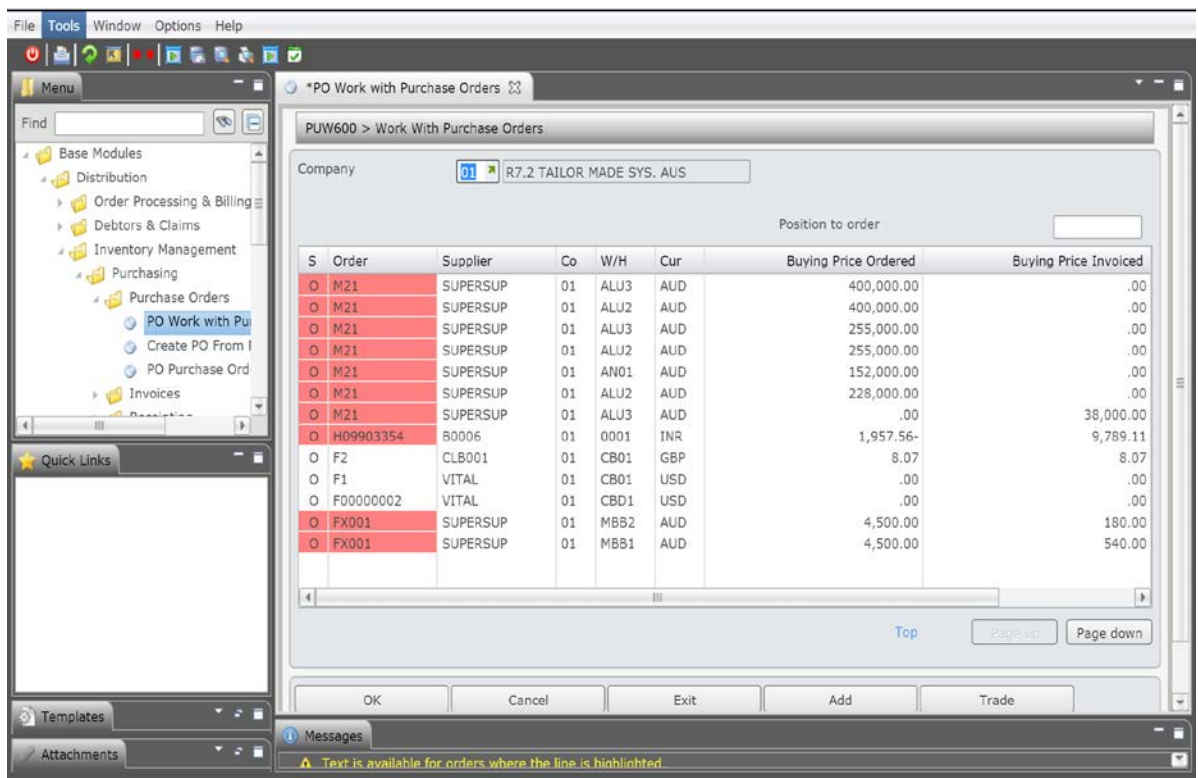 File Tools Window Options Help
Menu
Find
Base Modules
Distribution
Order Processing & Billing
Debtors & Claims
Inventory Management
Purchasing
Purchase Orders
PO Work with Pu
Create PO From
PO Purchase Ord
Invoices
Quick Links
Templates
Attachments
*PO Work with Purchase Orders
PUW600 > Work With Purchase Orders
Company 01 R7.2 TAILOR MADE SYS. AUS
Position to order
S Order Supplier Co W/H Cur Buying Price Ordered Buying Price Invoiced
O M21 SUPERSUP 01 ALU3 AUD 400,000.00 .00
O M21 SUPERSUP 01 ALU2 AUD 400,000.00 .00
O M21 SUPERSUP 01 ALU3 AUD 255,000.00 .00
O M21 SUPERSUP 01 ALU2 AUD 255,000.00 .00
O M21 SUPERSUP 01 AN01 AUD 152,000.00 .00
O M21 SUPERSUP 01 ALU2 AUD 228,000.00 .00
O M21 SUPERSUP 01 ALU3 AUD .00 38,000.00
O H09903354 B0006 01 0001 INR 1,957.56- 9,789.11
O F2 CLB001 01 CB01 GBP 8.07 8.07
O F1 VITAL 01 CB01 USD .00 .00
O F00000002 VITAL 01 CBD1 USD .00 .00
O FX001 SUPERSUP 01 MBB2 AUD 4,500.00 180.00
O FX001 SUPERSUP 01 MBB1 AUD 4,500.00 540.00
Top Page up Page down
OK Cancel Exit Add Trade
Messages
Text is available for orders where the line is highlighted.